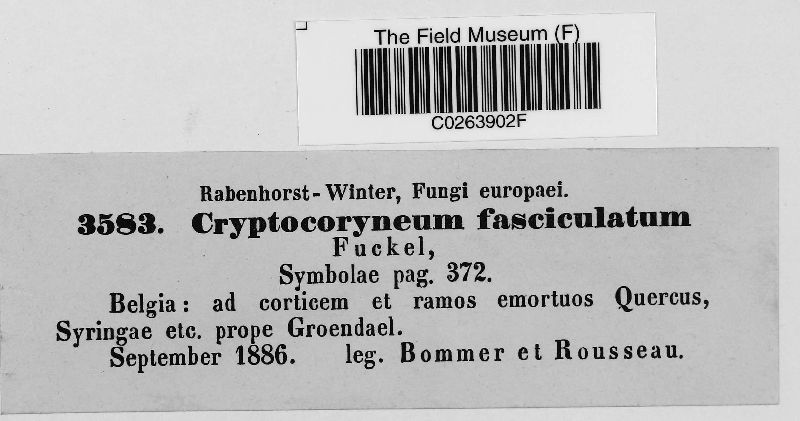 The Field Museum (F)
C0263902F
Rabenhorst-Winter, Fungi europaei.
3583. Cryptocoryneum fasciculatum
Fuckel,
Symbolae pag. 372.
Belgia: ad corticem et ramos emortuos Quercus,
Syringae etc. prope Groendael.
September 1886. leg. Bommer et Rousseau.